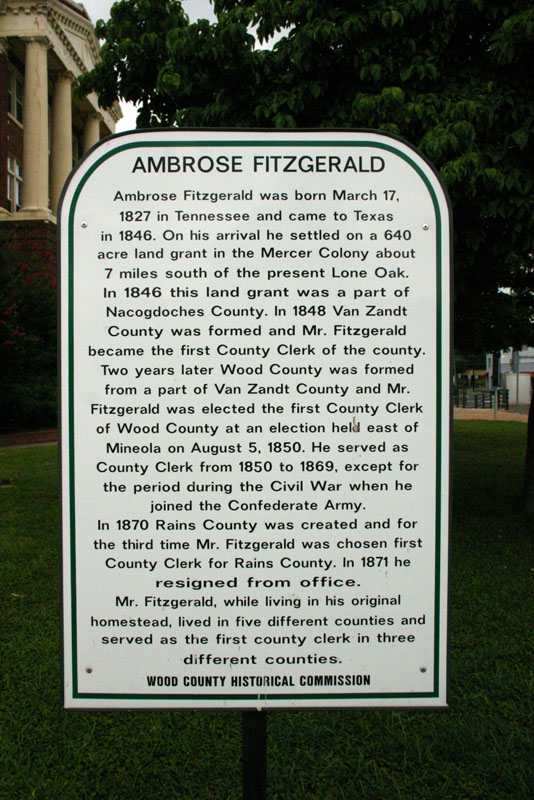 AMBROSE FITZGERALD
Ambrose Fitzgerald was born March 17,
1827 in Tennessee and came to Texas
in 1846. On his arrival he settled on a 640
acre land grant in the Mercer Colony about
7 miles south of the present Lone Oak.
In 1846 this land grant was a part of
Nacogdoches County. In 1848 Van Zandt
County was formed and Mr. Fitzgerald
became the first County Clerk of the county.
Two years later Wood County was formed
from a part of Van Zandt County and Mr.
Fitzgerald was elected the first County Clerk
of Wood County at an election held east of
Mineola on August 5, 1850. He served as
County Clerk from 1850 to 1869, except for
the period during the Civil War when he
joined the Confederate Army.
In 1870 Rains County was created and for
the third time Mr. Fitzgerald was chosen first
County Clerk for Rains County. In 1871 he
resigned from office.
Mr. Fitzgerald, while living in his original
homestead, lived in five different counties and
served as the first county clerk in three
different counties.
WOOD COUNTY HISTORICAL COMMISSION